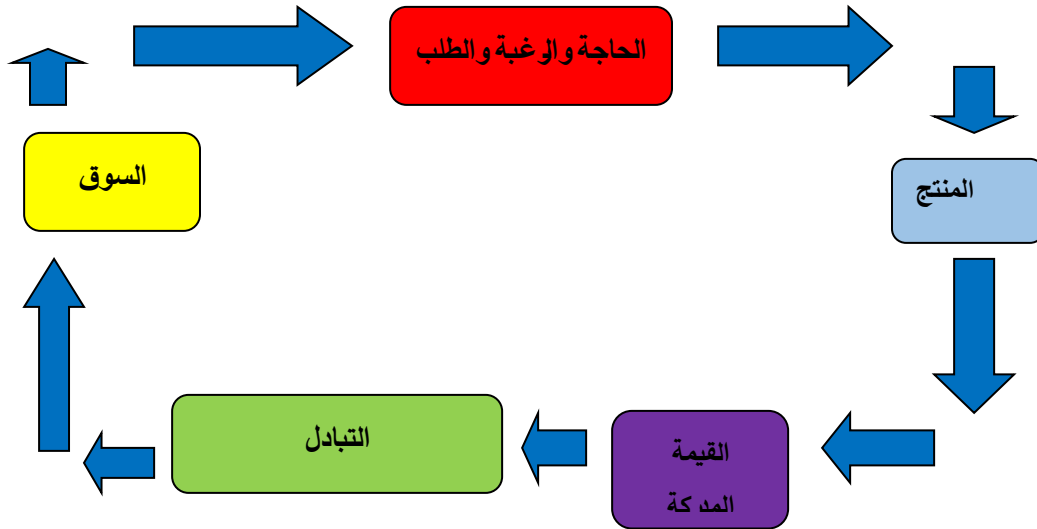 الحاجة والرغبة والطلب
المنتج
القيمة
المدركة
التبادل
السوق